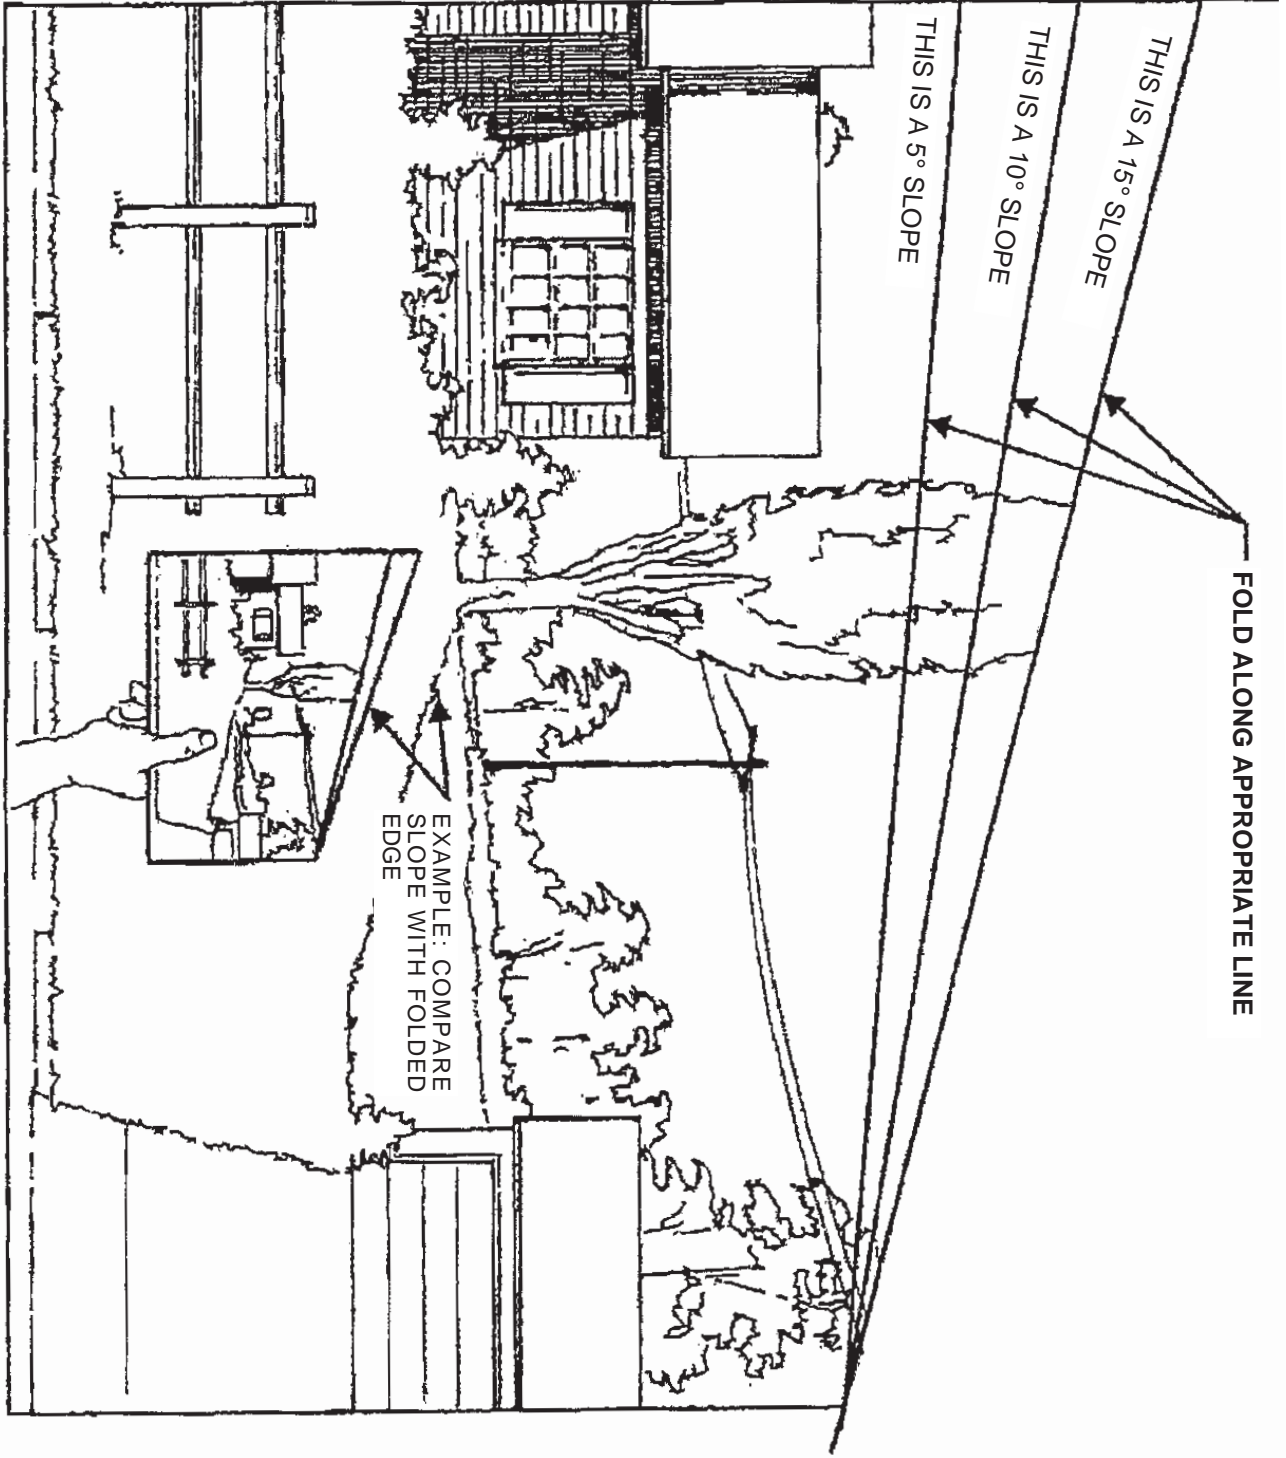 FOLD ALONG APPROPRIATE LINE
THIS IS A 15° SLOPE
THIS IS A 10° SLOPE
THIS IS A 5° SLOPE
EXAMPLE: COMPARE
SLOPE WITH FOLDED
EDGE